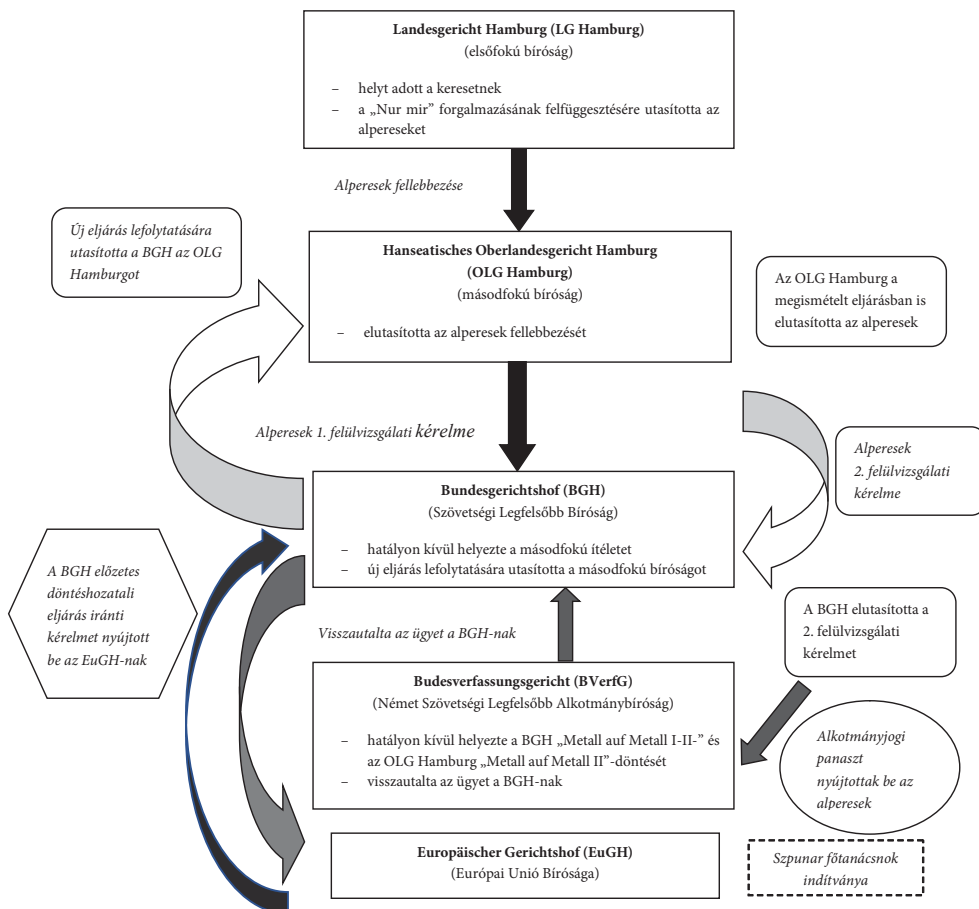 Landesgericht Hamburg (LG Hamburg)
(elsőfokú bíróság)
– helyt adott a keresetnek
– a „Nur mir” forgalmazásának felfüggesztésére utasította az
alpereseket
Alperesek fellebbezése
Új eljárás lefolytatására
utasította a BGH az OLG
Hamburgot
Hanseatisches Oberlandesgericht Hamburg
(OLG Hamburg)
(másodfokú bíróság)
– elutasította az alperesek fellebbezését
Az OLG Hamburg a
megismételt eljárásban is
elutasította az alperesek
Alperesek 1. felülvizsgálati kérelme
Alperesek
2. felülvizsgálati
kérelme
Bundesgerichtshof (BGH)
(Szövetségi Legfelsőbb Bíróság)
– hatályon kívül helyezte a másodfokú ítéletet
– új eljárás lefolytatására utasította a másodfokú bíróságot
A BGH előzetes
döntéshozatali
eljárás iránti
kérelmet nyújtott
be az EuGH-nak
Visszautalta az ügyet a BGH-nak
A BGH elutasította a
2. felülvizsgálati
kérelmet
Budesverfassungsgericht (BVerfG)
(Német Szövetségi Legfelsőbb Alkotmánybíróság)
– hatályon kívül helyezte a BGH „Metall auf Metall I-II-” és
az OLG Hamburg „Metall auf Metall II”-döntését
– visszautalta az ügyet a BGH-nak
Alkotmányjogi
panaszt
nyújtottak be az
alperesek
Europäischer Gerichtshof (EuGH)
(Európai Unió Bírósága)
Szpunar főtanácsnok
indítványa